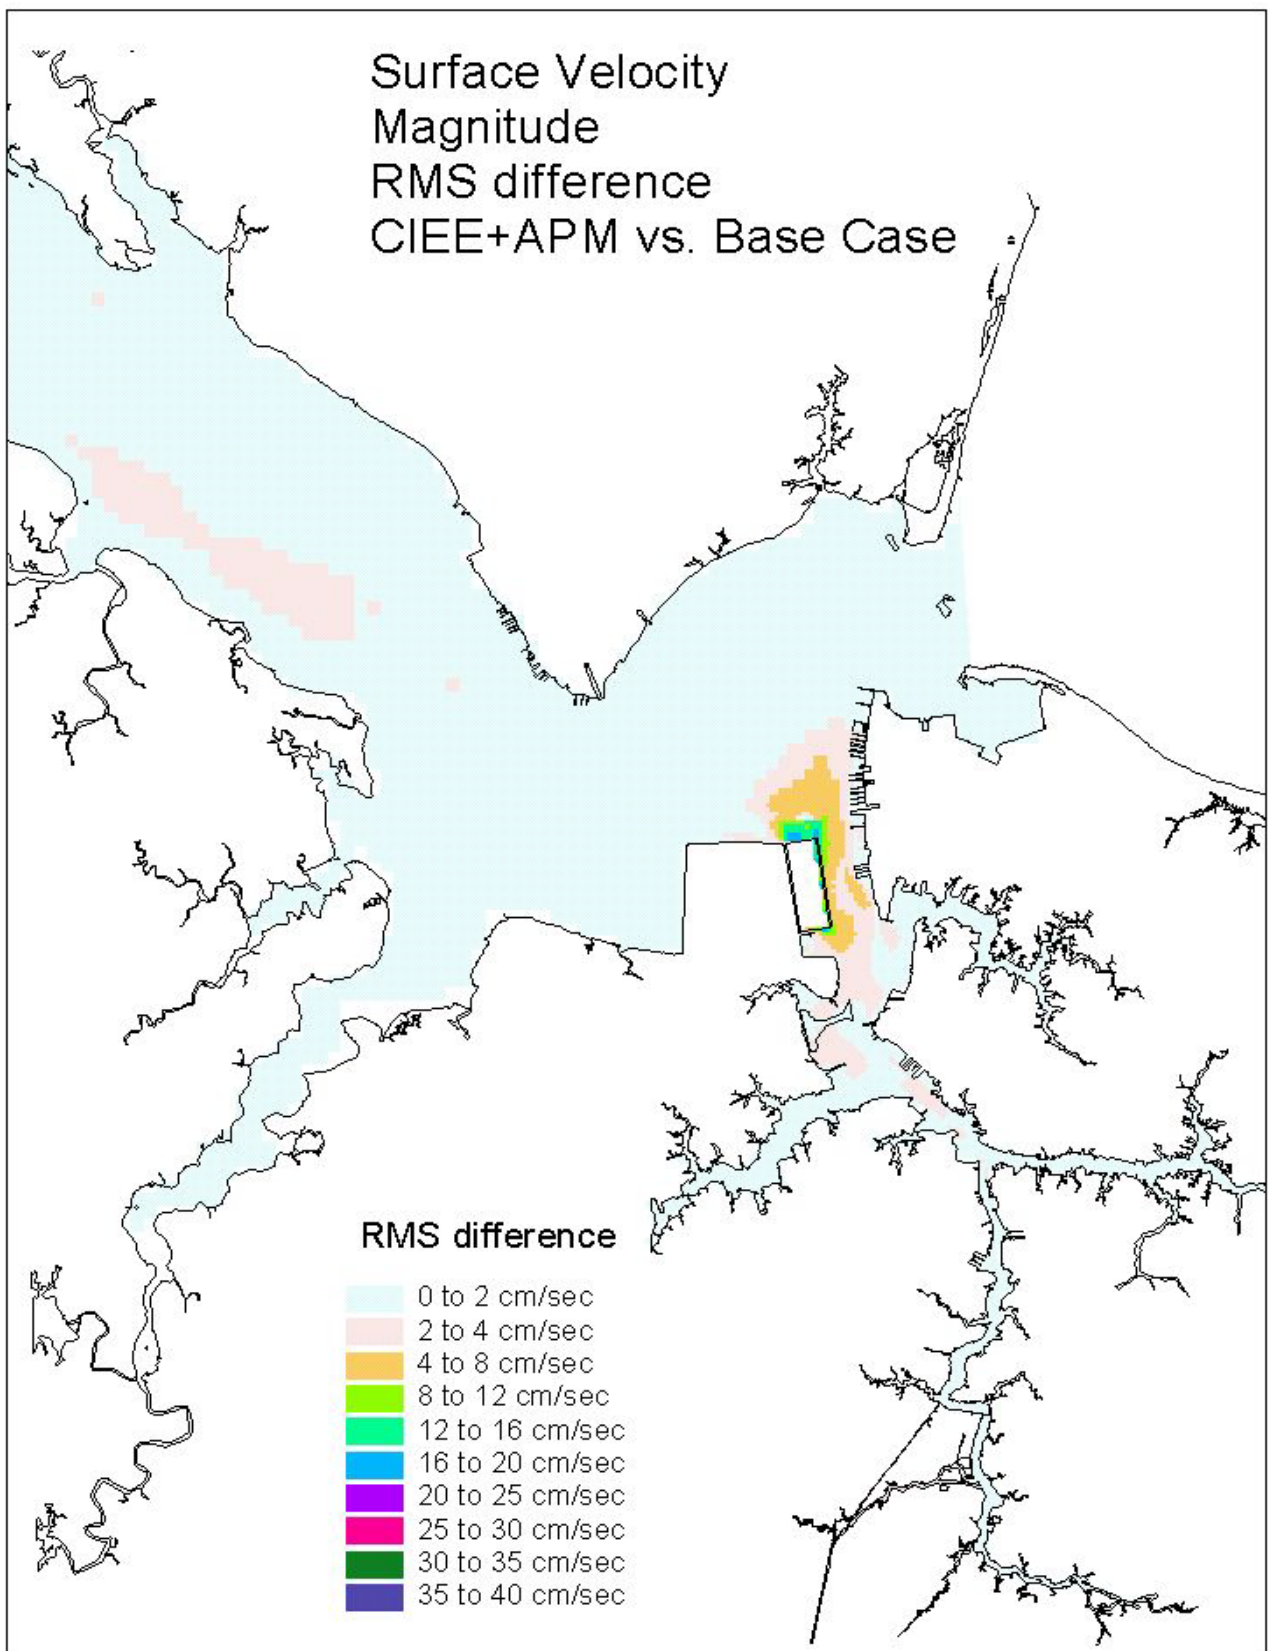 Surface Velocity
Magnitude
RMS difference
CIEE+APM vs. Base Case
RMS difference
0 to 2 cm/sec
2 to 4 cm/sec
4 to 8 cm/sec
8 to 12 cm/sec
12 to 16 cm/sec
16 to 20 cm/sec
20 to 25 cm/sec
25 to 30 cm/sec
30 to 35 cm/sec
35 to 40 cm/sec